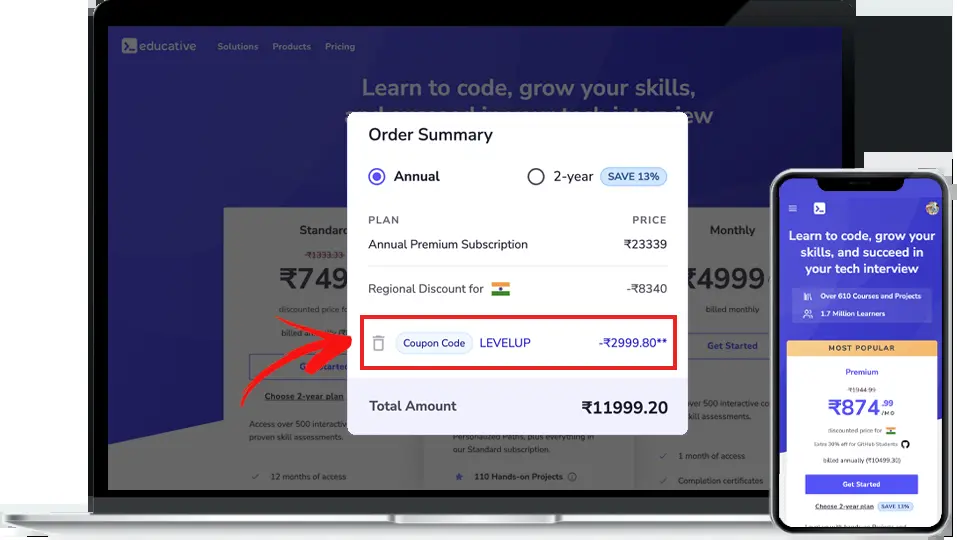 educative Solutions Products Pricing
Learn to code, grow your skills,
Order Summary
Annual 2-year SAVE 13%
PLAN PRICE
Annual Premium Subscription ₹23339
Regional Discount for -₹8340
Coupon Code LEVELUP -₹2999.80**
Total Amount ₹11999.20
Standard
₹1333.33
₹749
discounted price for
billed annually
Get Started
Choose 2-year plan
Access over 500 interactive
proven skill assessments.
12 months of access
Personalized Paths, plus everything in
our Standard subscription.
110 Hands-on Projects
Monthly
₹4999
billed monthly
Get Started
over 500 interactive
skill assessments.
1 month of access
Completion certificates
Learn to code, grow your
skills, and succeed in
your tech interview
Over 610 Courses and Projects
1.7 Million Learners
MOST POPULAR
Premium
₹1944.99
₹874.99/MO
discounted price for
Extra 30% off for GitHub Students
billed annually (₹10499.30)
Get Started
Choose 2-year plan SAVE 13%